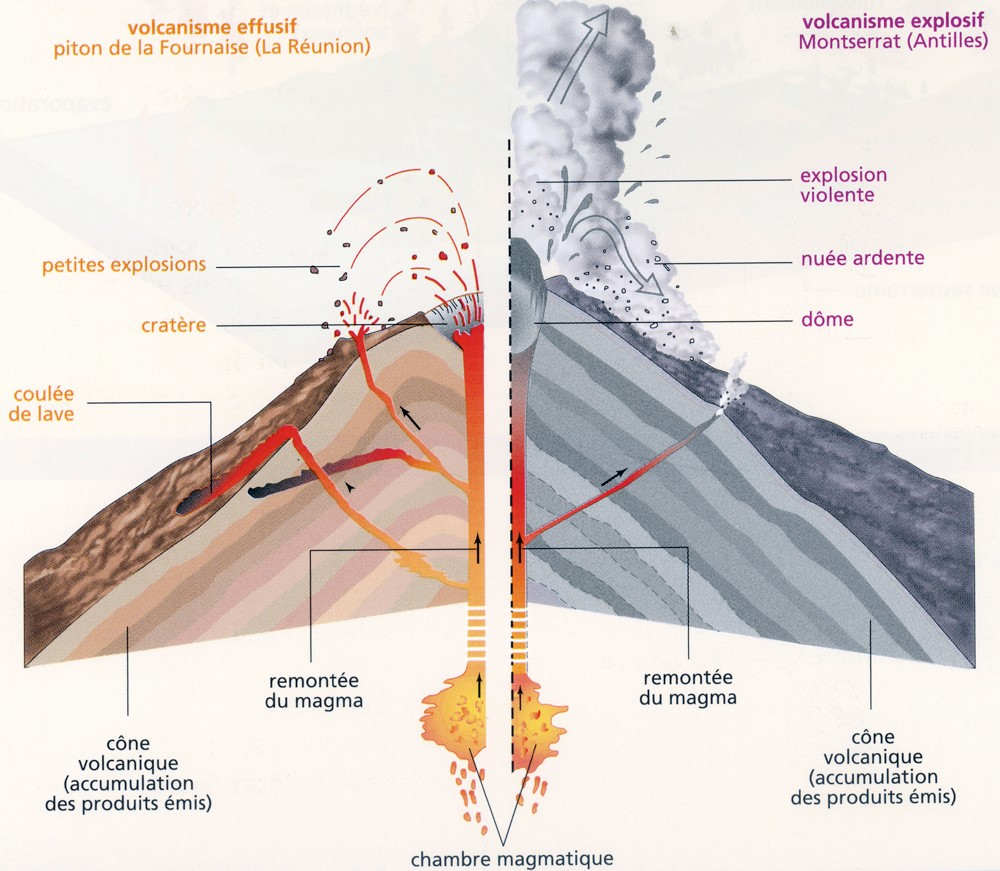 volcanisme effusif
piton de la Fournaise (La Réunion)
volcanisme explosif
Montserrat (Antilles)
explosion
violente
petites explosions
nuée ardente
cratère
dôme
coulée
de lave
remontée
du magma
remontée
du magma
cône
volcanique
(accumulation
des produits émis)
cône
volcanique
(accumulation
des produits émis)
chambre magmatique